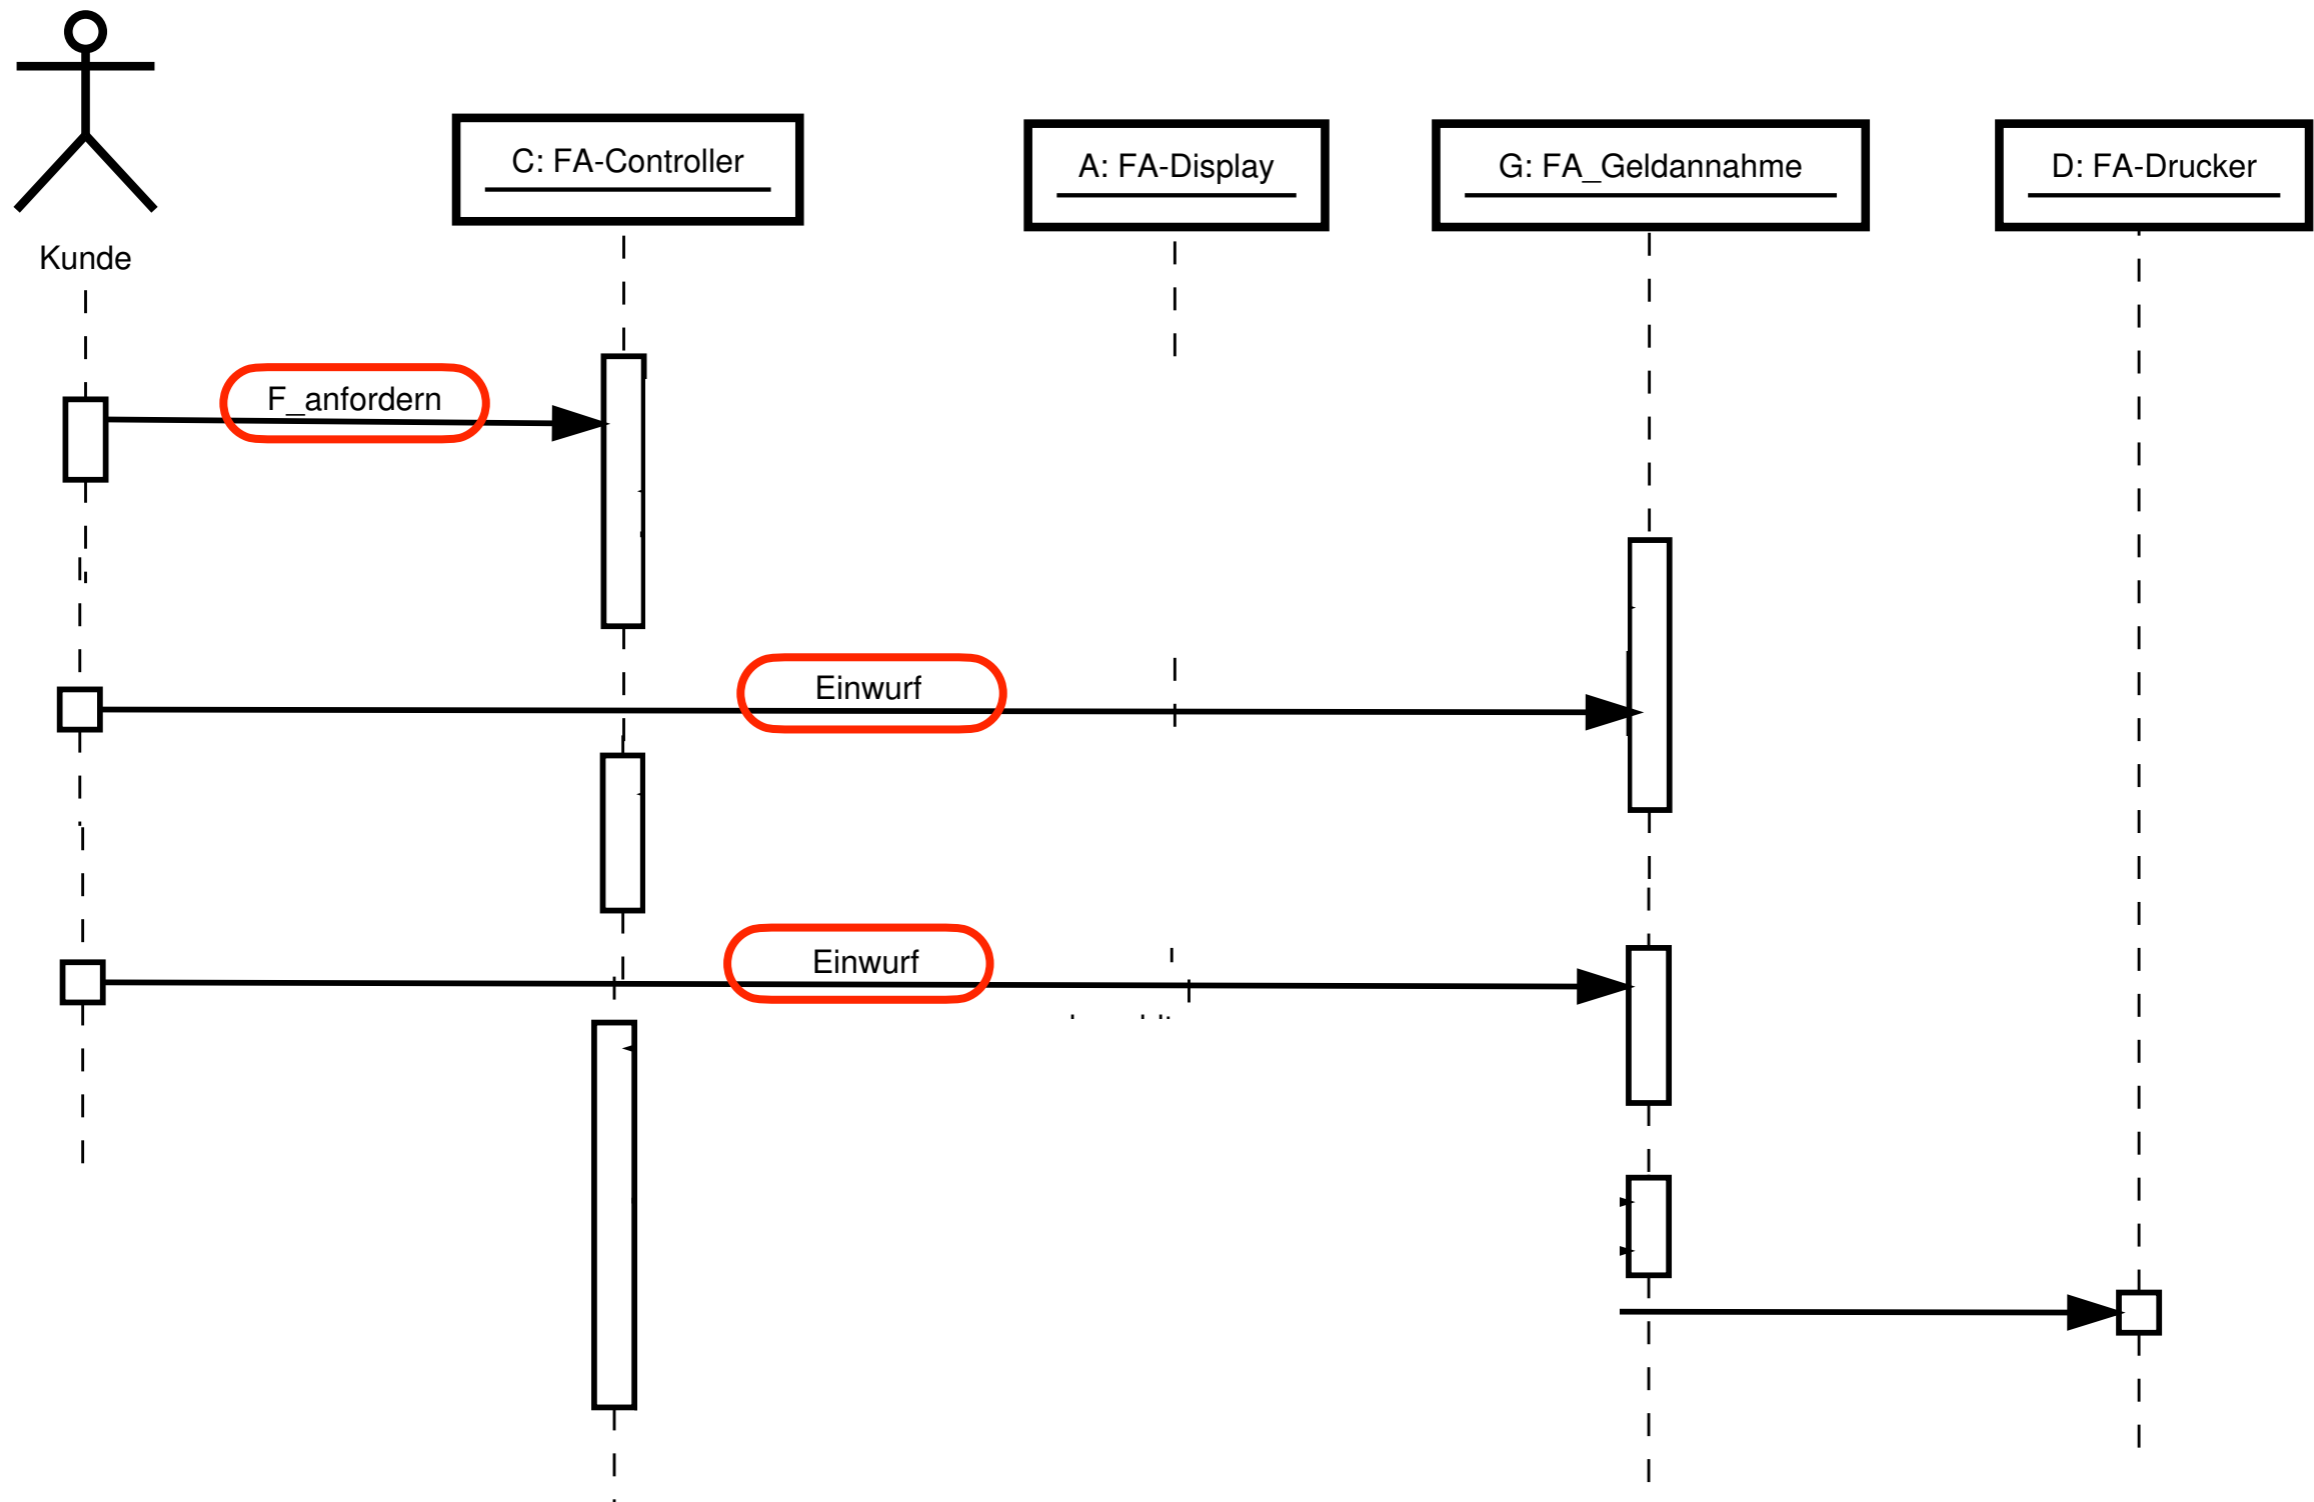 C: FA-Controller
A: FA-Display
G: FA_Geldannahme
D: FA-Drucker
Kunde
F_anfordern
Einwurf
Einwurf